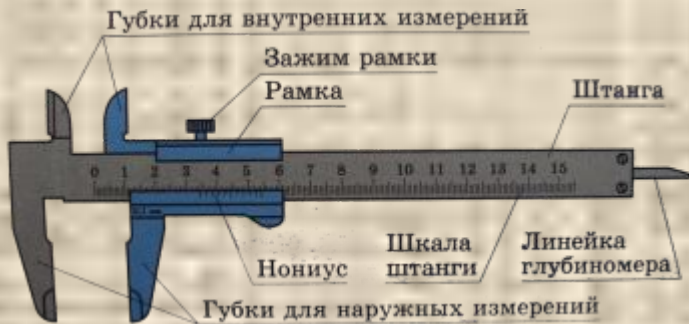 Губки для внутренних измерений
Зажим рамки
Рамка
Штанга
0 1 2 3 4 5 6 7 8 9 10 11 12 13 14 15
Нониус
Шкала
штанги
Линейка
глубиномера
Губки для наружных измерений